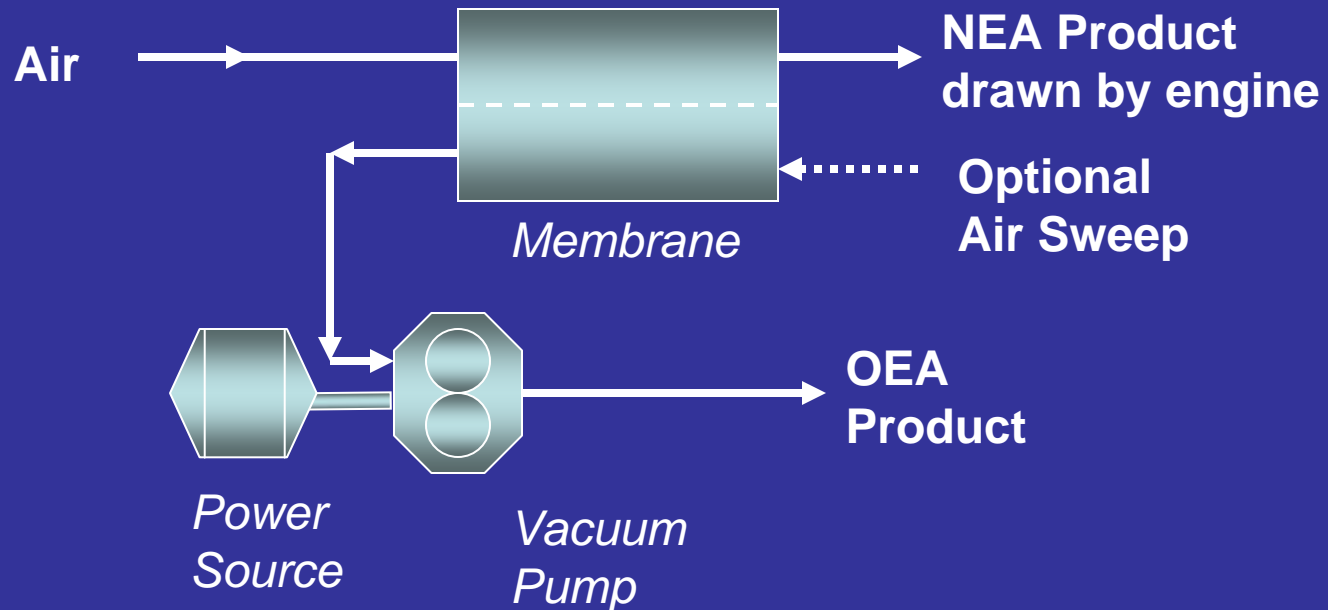 Air
NEA Product
drawn by engine
Optional
Air Sweep
Membrane
OEA
Product
Power
Source
Vacuum
Pump